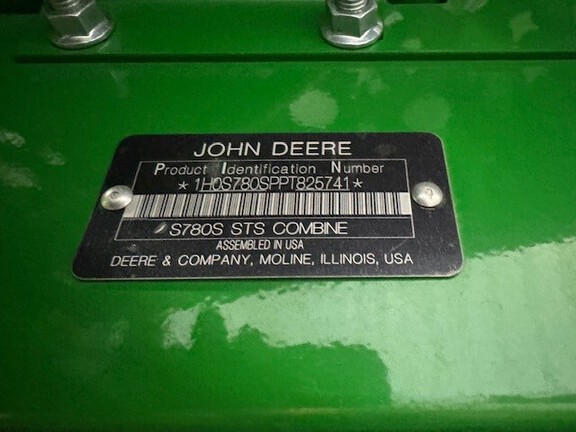 JOHN DEERE
Product Identification Number
*1H0S780SPPT825741*
S780S STS COMBINE
ASSEMBLED IN USA
DEERE & COMPANY, MOLINE, ILLINOIS, USA